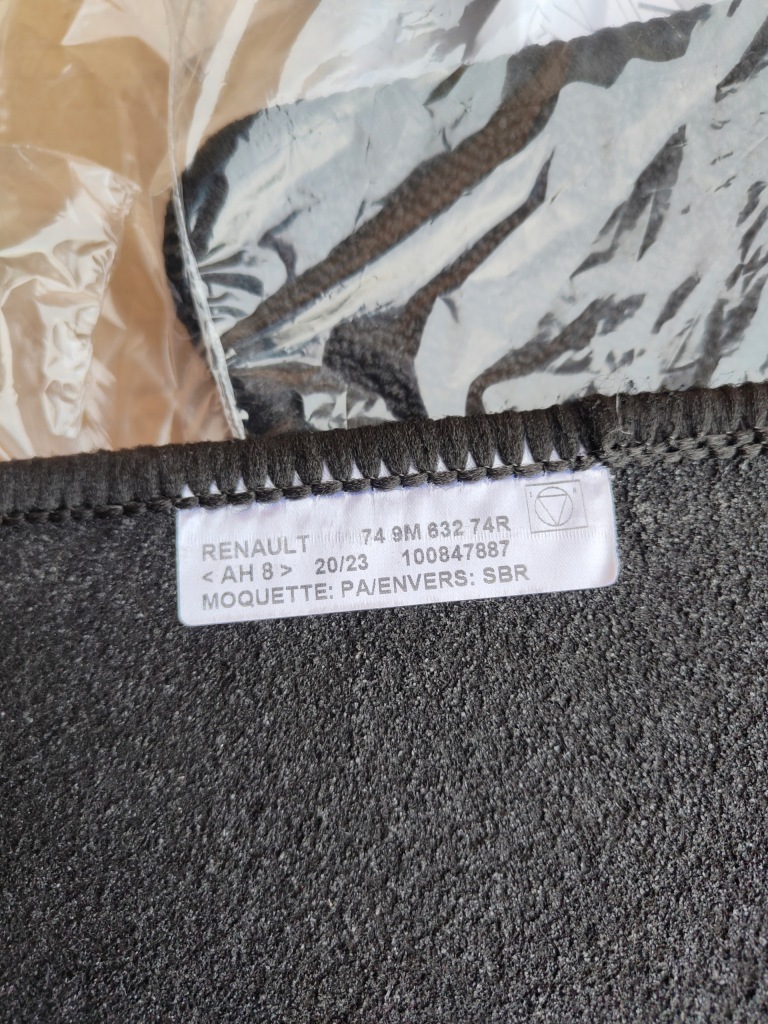 RENAULT 74 9M 632 74R
< AH 8 > 20/23 100847887
MOQUETTE: PA/ENVERS: SBR